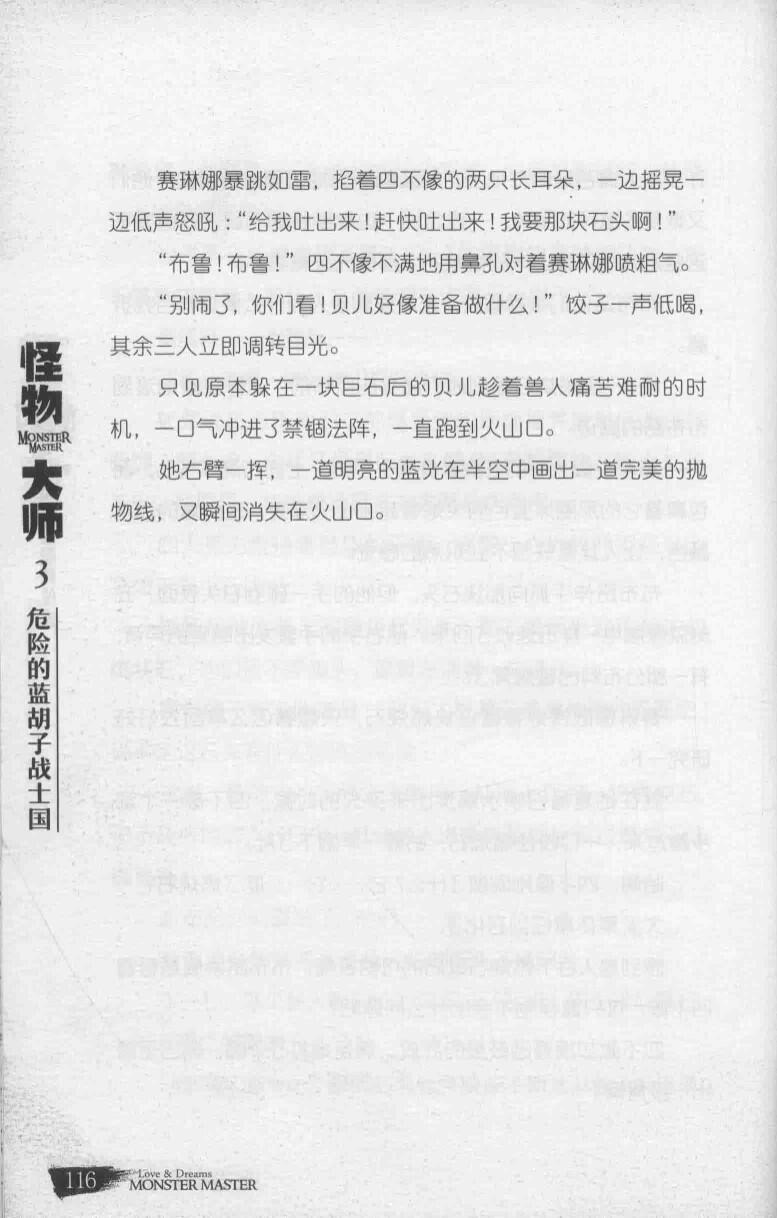 赛琳娜暴跳如雷，掐着四不像的两只长耳朵，一边摇晃一
边低声怒吼：“给我吐出来！赶快吐出来！我要那块石头啊！”
“布鲁！布鲁！”四不像不满地用鼻孔对着赛琳娜喷粗气。
“别闹了，你们看！贝儿好像准备做什么！”饺子一声低喝，
其余三人立即调转目光。
只见原本躲在一块巨石后的贝儿趁着兽人痛苦难耐的时
机，一口气冲进了禁锢法阵，一直跑到火山口。
她右臂一挥，一道明亮的蓝光在半空中画出一道完美的抛
物线，又瞬间消失在火山口。
怪物
MONSTER
MASTER
大师
3
危险的蓝胡子战士国
116
Love & Dreams
MONSTER MASTER